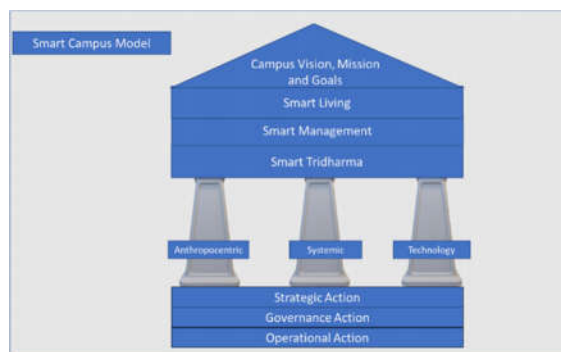 Smart Campus Model
Campus Vision, Mission
and Goals
Smart Living
Smart Management
Smart Tridharma
Anthropocentric
Systemic
Technology
Strategic Action
Governance Action
Operational Action